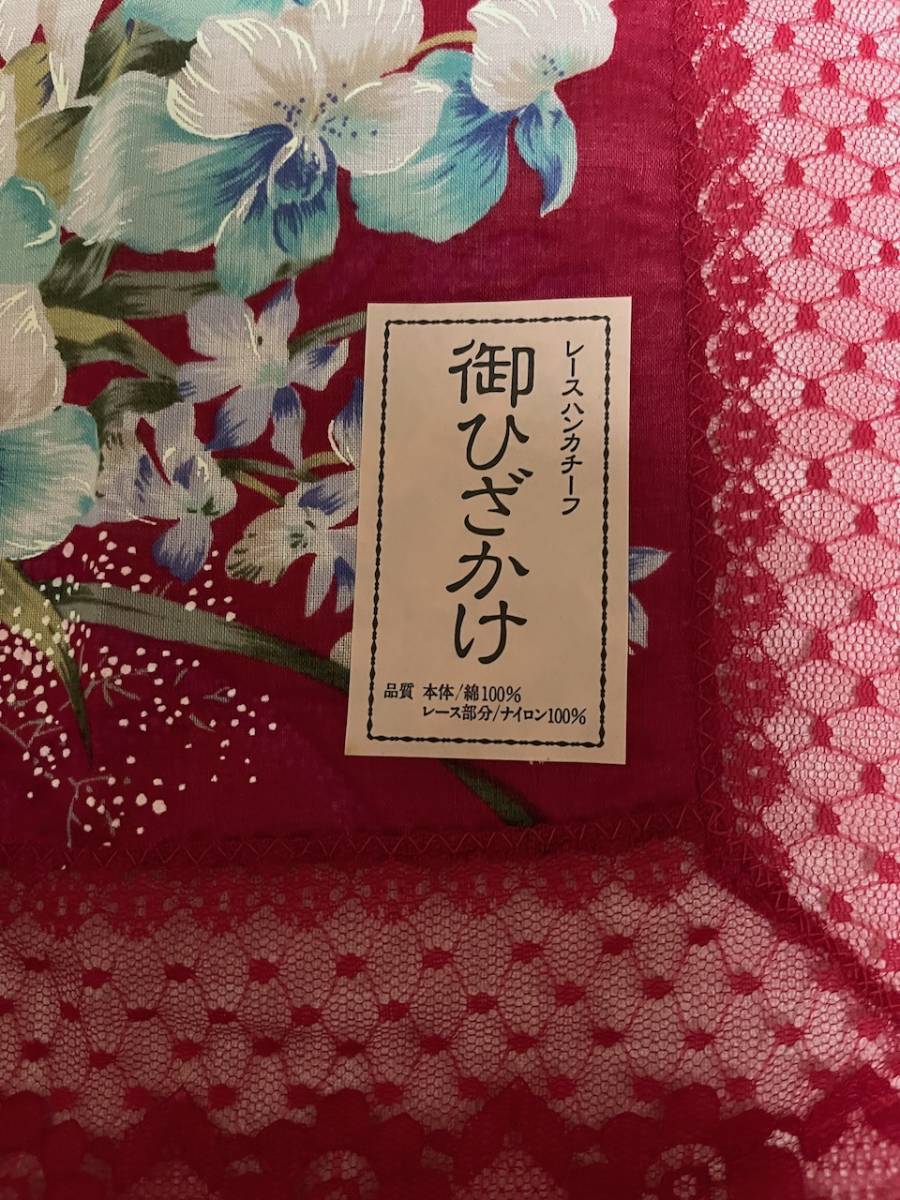 レースハンカチーフ
御ひざかけ
品質 本体/綿100%
レース部分/ナイロン100%